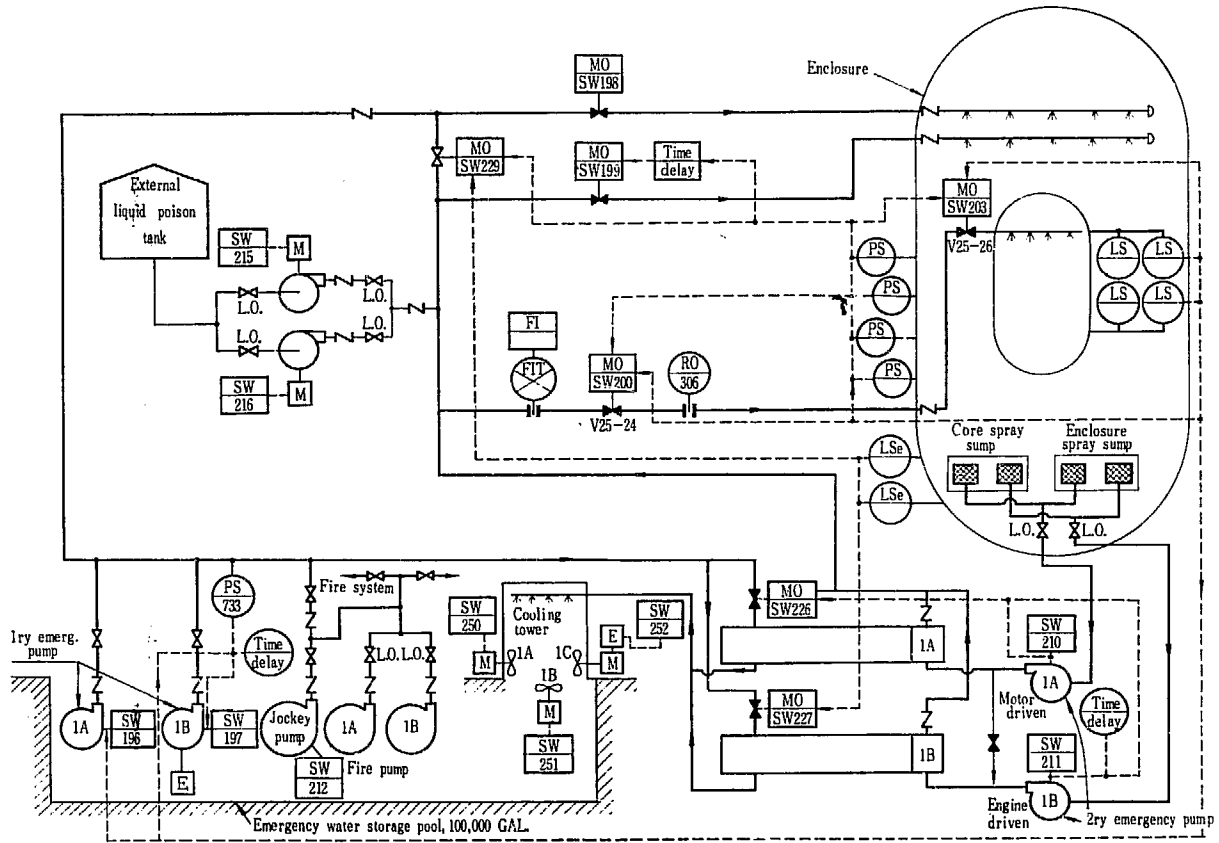 MO
SW198
Enclosure
MO
SW229
MO
SW199
Time
delay
MO
SW203
V25-26
External
liquid poison
tank
SW
215
M
L.O.
L.O.
L.O.
L.O.
SW
216
M
PS
PS
PS
PS
LS
LS
LS
LS
FI
FIT
MO
SW200
V25-24
RO
306
Core spray
sump
Enclosure
spray sump
LSe
LSe
L.O.
L.O.
PS
733
Fire system
1ry emerg.
pump
Time
delay
L.O.
L.O.
SW
250
M
Cooling
tower
1A
1B
1C
M
SW
251
E
M
SW
252
MO
SW226
1A
SW
210
1A
Motor
driven
Time
delay
MO
SW227
1B
SW
211
1B
Engine
driven
2ry emergency pump
1A
SW
196
1B
SW
197
E
Jockey
pump
SW
212
1A
1B
Fire pump
Emergency water storage pool, 100,000 GAL.